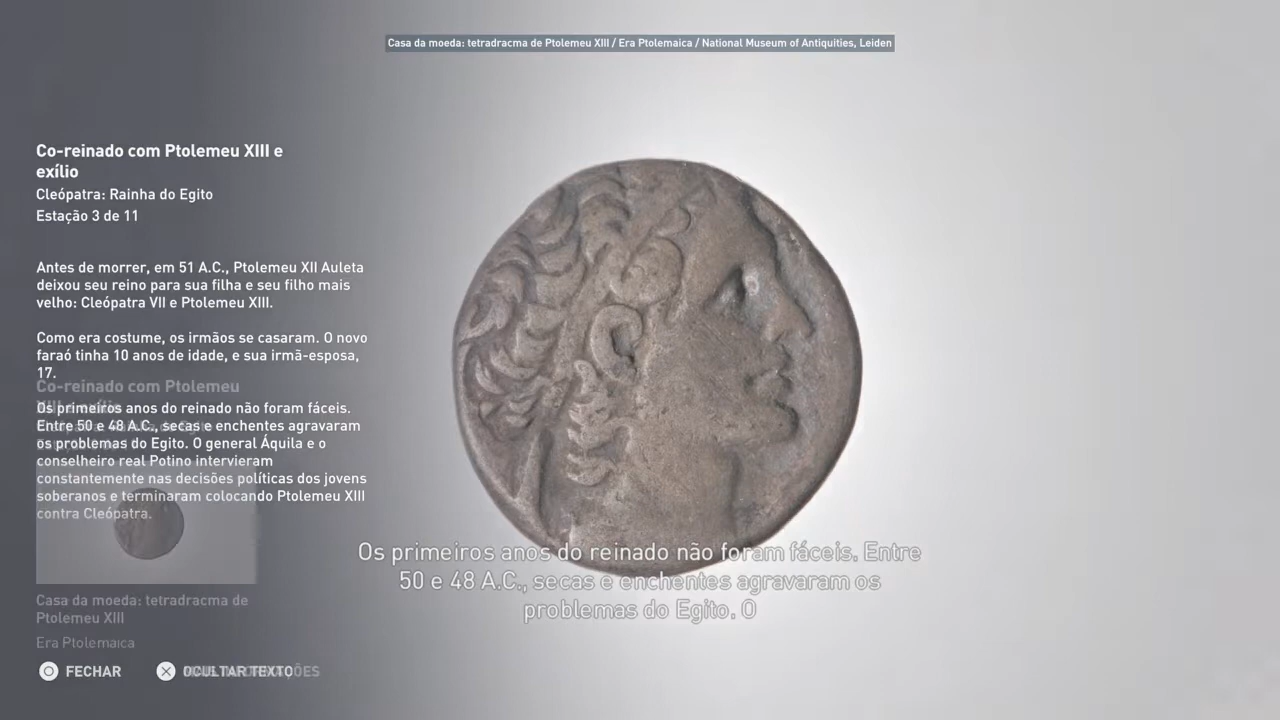 Casa da moeda: tetradracma de Ptolemeu XIII / Era Ptolemaica / National Museum of Antiquities, Leiden
Co-reinado com Ptolemeu XIII e
exílio
Cleópatra: Rainha do Egito
Estação 3 de 11
Antes de morrer, em 51 A.C., Ptolemeu XII Auleta
deixou seu reino para sua filha e seu filho mais
velho: Cleópatra VII e Ptolemeu XIII.
Como era costume, os irmãos se casaram. O novo
faraó tinha 10 anos de idade, e sua irmã-esposa,
17.
Co-reinado com Ptolemeu
XIII e exílio
Os primeiros anos do reinado não foram fáceis.
Entre 50 e 48 A.C., secas e enchentes agravaram
os problemas do Egito. O general Áquila e o
conselheiro real Potino intervieram
constantemente nas decisões políticas dos jovens
soberanos e terminaram colocando Ptolemeu XIII
contra Cleópatra.
Os primeiros anos do reinado não foram fáceis. Entre
50 e 48 A.C., secas e enchentes agravaram os
problemas do Egito. O
Casa da moeda: tetradracma de
Ptolemeu XIII
Era Ptolemaica
FECHAR
OCULTAR TEXTO